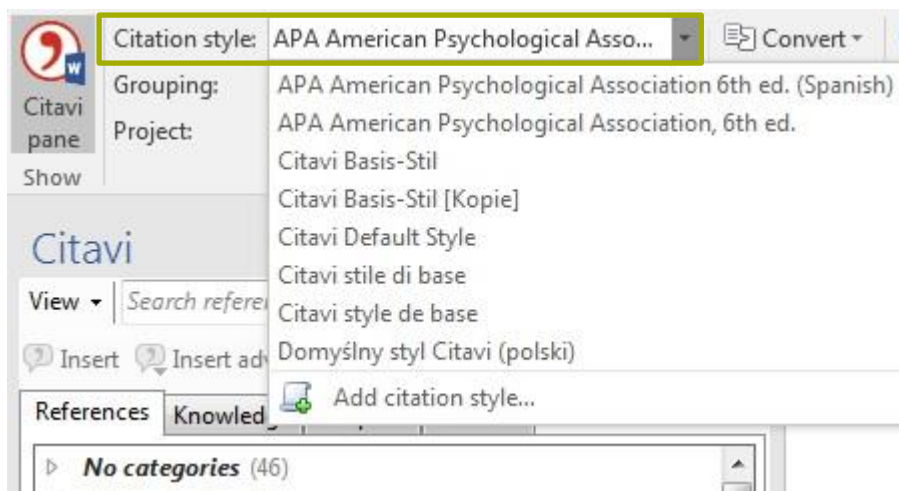 Citation style: APA American Psychological Asso... Convert
Citavi pane
Show
Grouping:
Project:
APA American Psychological Association 6th ed. (Spanish)
APA American Psychological Association, 6th ed.
Citavi Basis-Stil
Citavi Basis-Stil [Kopie]
Citavi Default Style
Citavi stile di base
Citavi style de base
Domyślny styl Citavi (polski)
Add citation style...
Citavi
View Search refere
Insert Insert adv
References Knowled
No categories (46)